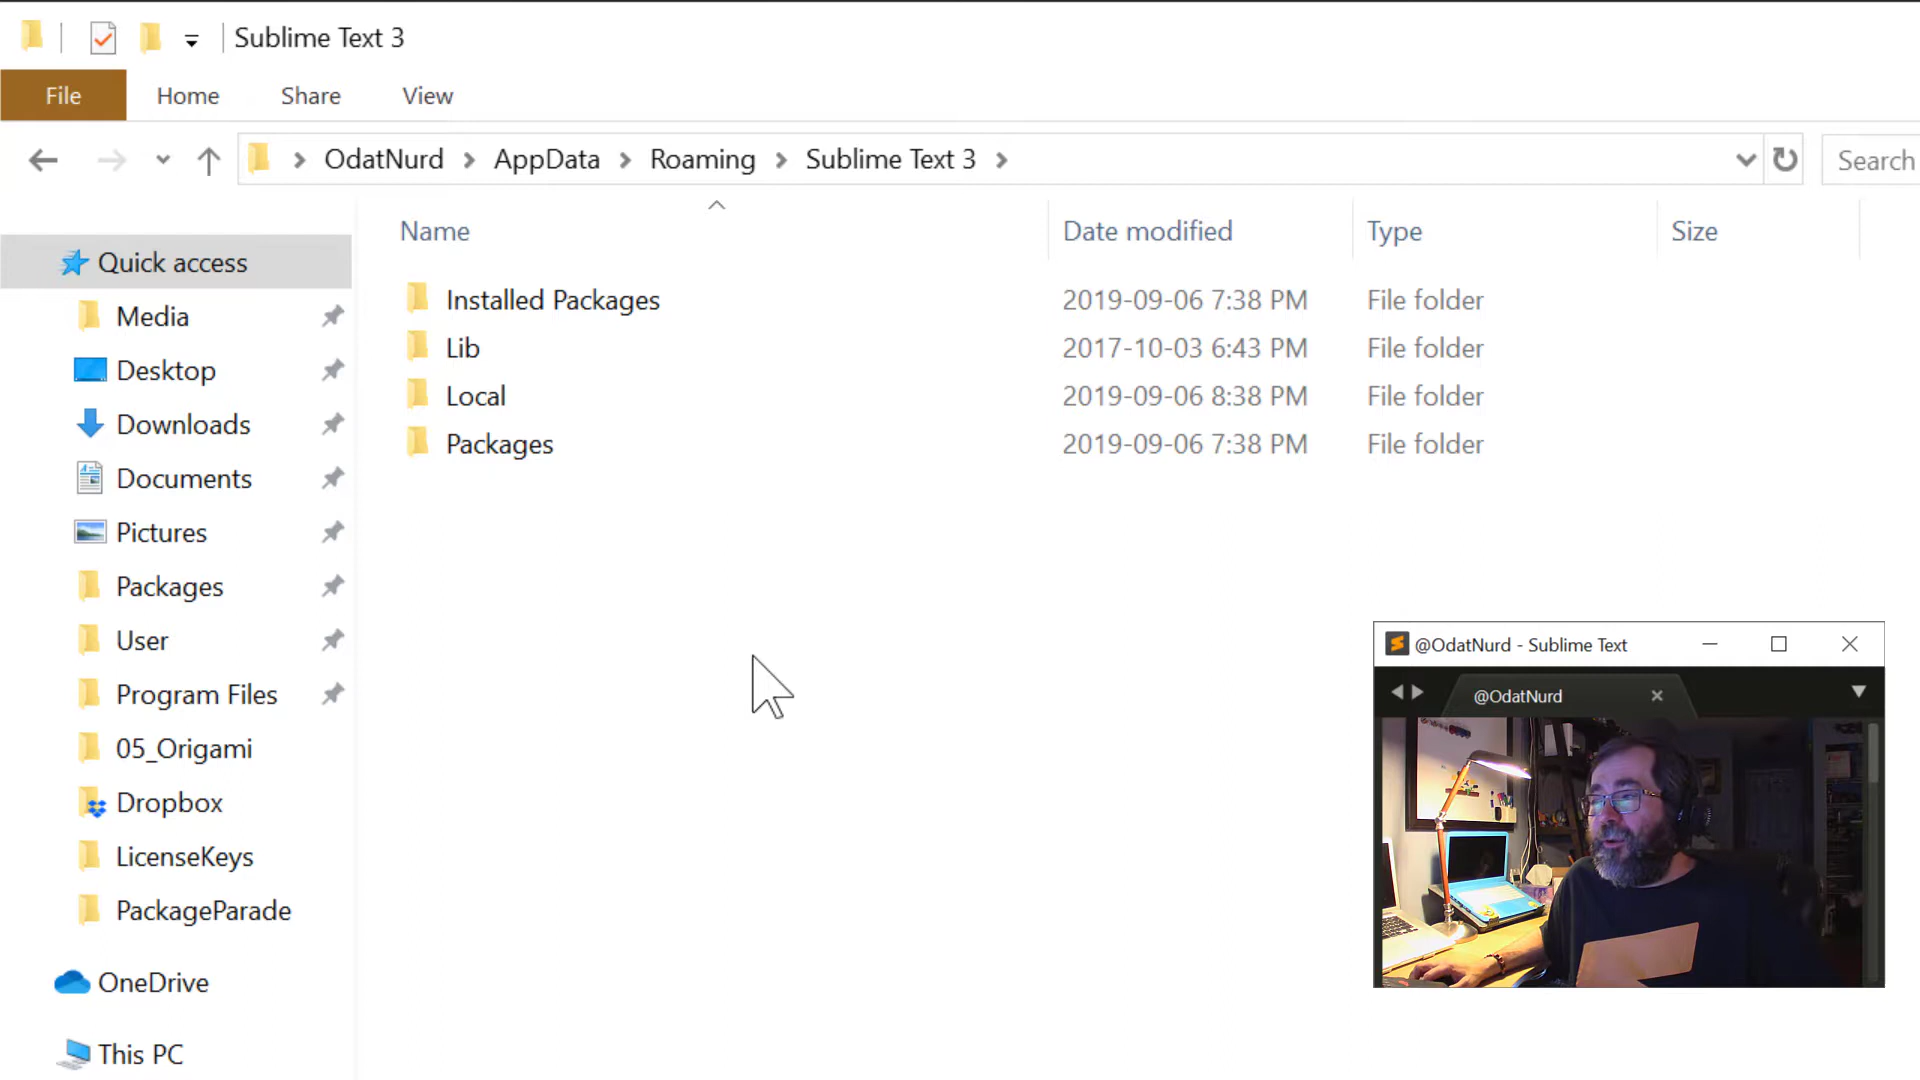 Sublime Text 3
File Home Share View
OdatNurd AppData Roaming Sublime Text 3
Search
Name Date modified Type Size
Quick access
Media
Desktop
Downloads
Documents
Pictures
Packages
User
Program Files
05_Origami
Dropbox
LicenseKeys
PackageParade
OneDrive
This PC
Installed Packages 2019-09-06 7:38 PM File folder
Lib 2017-10-03 6:43 PM File folder
Local 2019-09-06 8:38 PM File folder
Packages 2019-09-06 7:38 PM File folder
@OdatNurd - Sublime Text
@OdatNurd